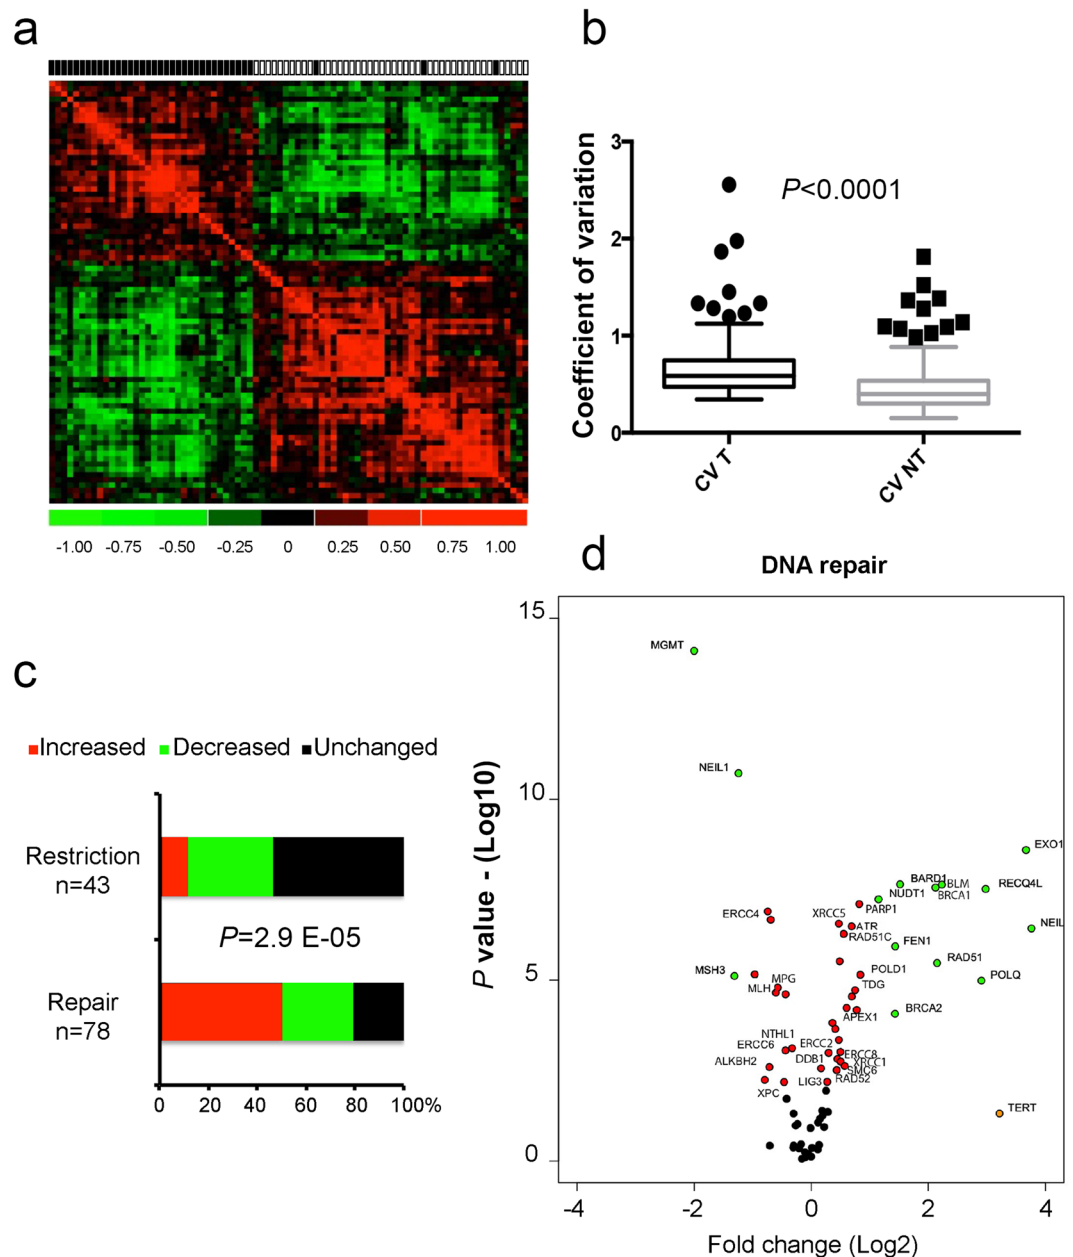 a
-1.00 -0.75 -0.50 -0.25 0 0.25 0.50 0.75 1.00
b
Coefficient of variation
3
2
1
0
P<0.0001
CV T
CV NT
c
Increased Decreased Unchanged
Restriction
n=43
P=2.9 E-05
Repair
n=78
0 20 40 60 80 100%
d
DNA repair
P value - (Log10)
15
10
5
0
MGMT
NEIL1
EXO1
BARD1
BLM
RECQ4L
NUDT1
BRCA1
ERCC4
XRCC5
PARP1
ATR
NEIL
RAD51C
FEN1
RAD51
MSH3
MPG
POLD1
POLQ
MLH
TDG
BRCA2
APEX1
NTHL1
ERCC6
ERCC2
ERCC8
ALKBH2
DDB1
XRCC1
SMC6
XPC
LIG3
RAD52
TERT
-4 -2 0 2 4
Fold change (Log2)